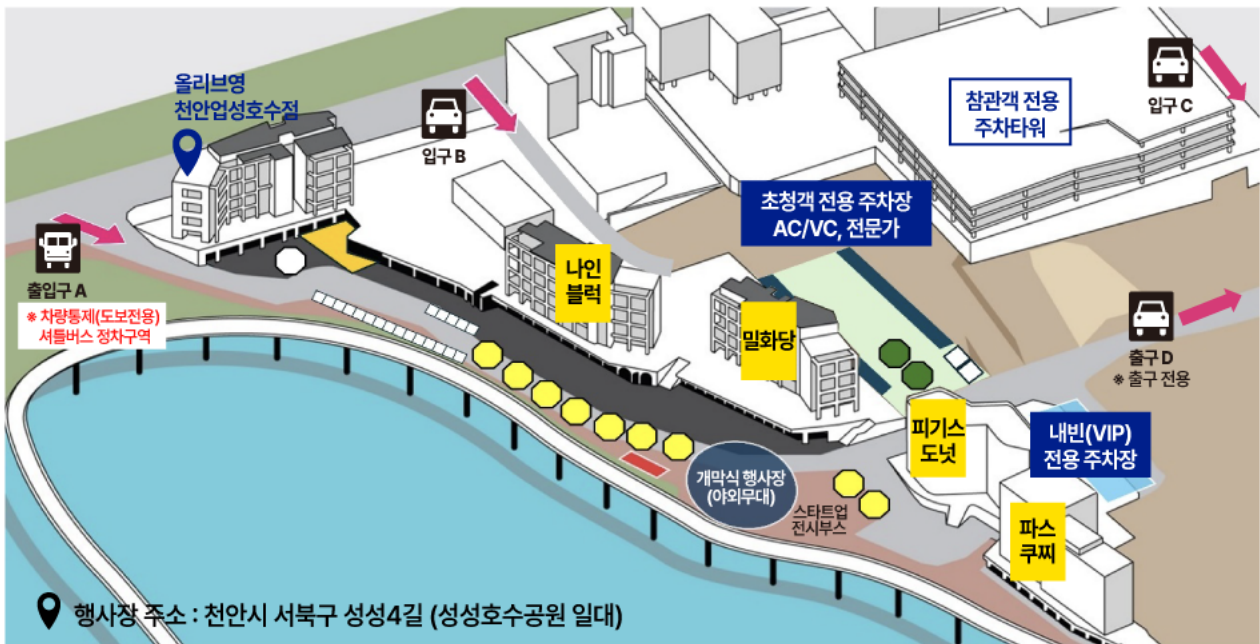 올리브영
천안업성호수점
입구 B
입구 C
참관객 전용
주차타워
초청객 전용 주차장
AC/VC, 전문가
나인
블럭
밀화당
출입구 A
※ 차량통제(도보전용)
셔틀버스 정차구역
출구 D
※ 출구 전용
피기스
도넛
내빈(VIP)
전용 주차장
개막식 행사장
(야외무대)
스타트업
전시부스
파스
쿠찌
행사장 주소 : 천안시 서북구 성성4길 (성성호수공원 일대)